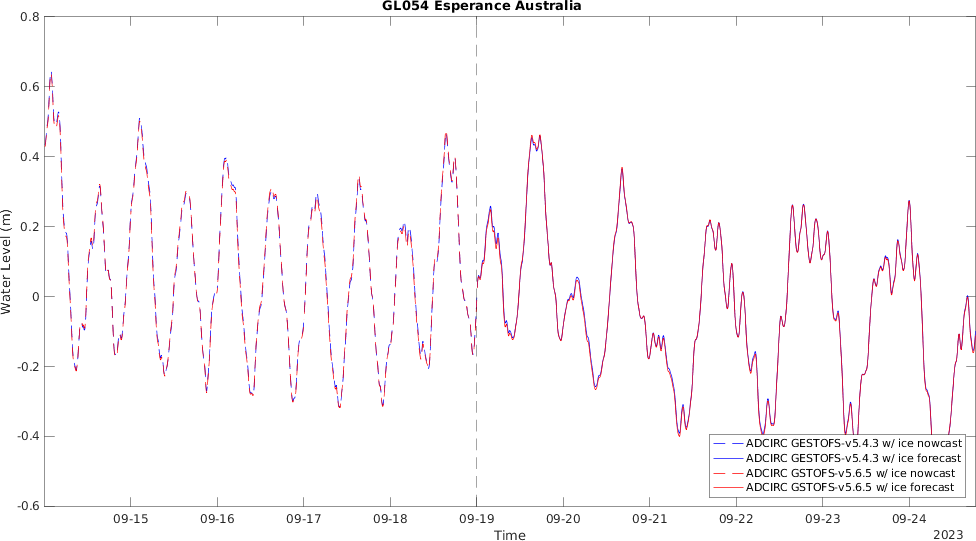 GL054 Esperance Australia
0.8
0.6
0.4
0.2
0
-0.2
-0.4
-0.6
Water Level (m)
ADCIRC GESTOFS-v5.4.3 w/ ice nowcast
ADCIRC GESTOFS-v5.4.3 w/ ice forecast
ADCIRC GSTOFS-v5.6.5 w/ ice nowcast
ADCIRC GSTOFS-v5.6.5 w/ ice forecast
09-15 09-16 09-17 09-18 09-19 09-20 09-21 09-22 09-23 09-24
Time
2023